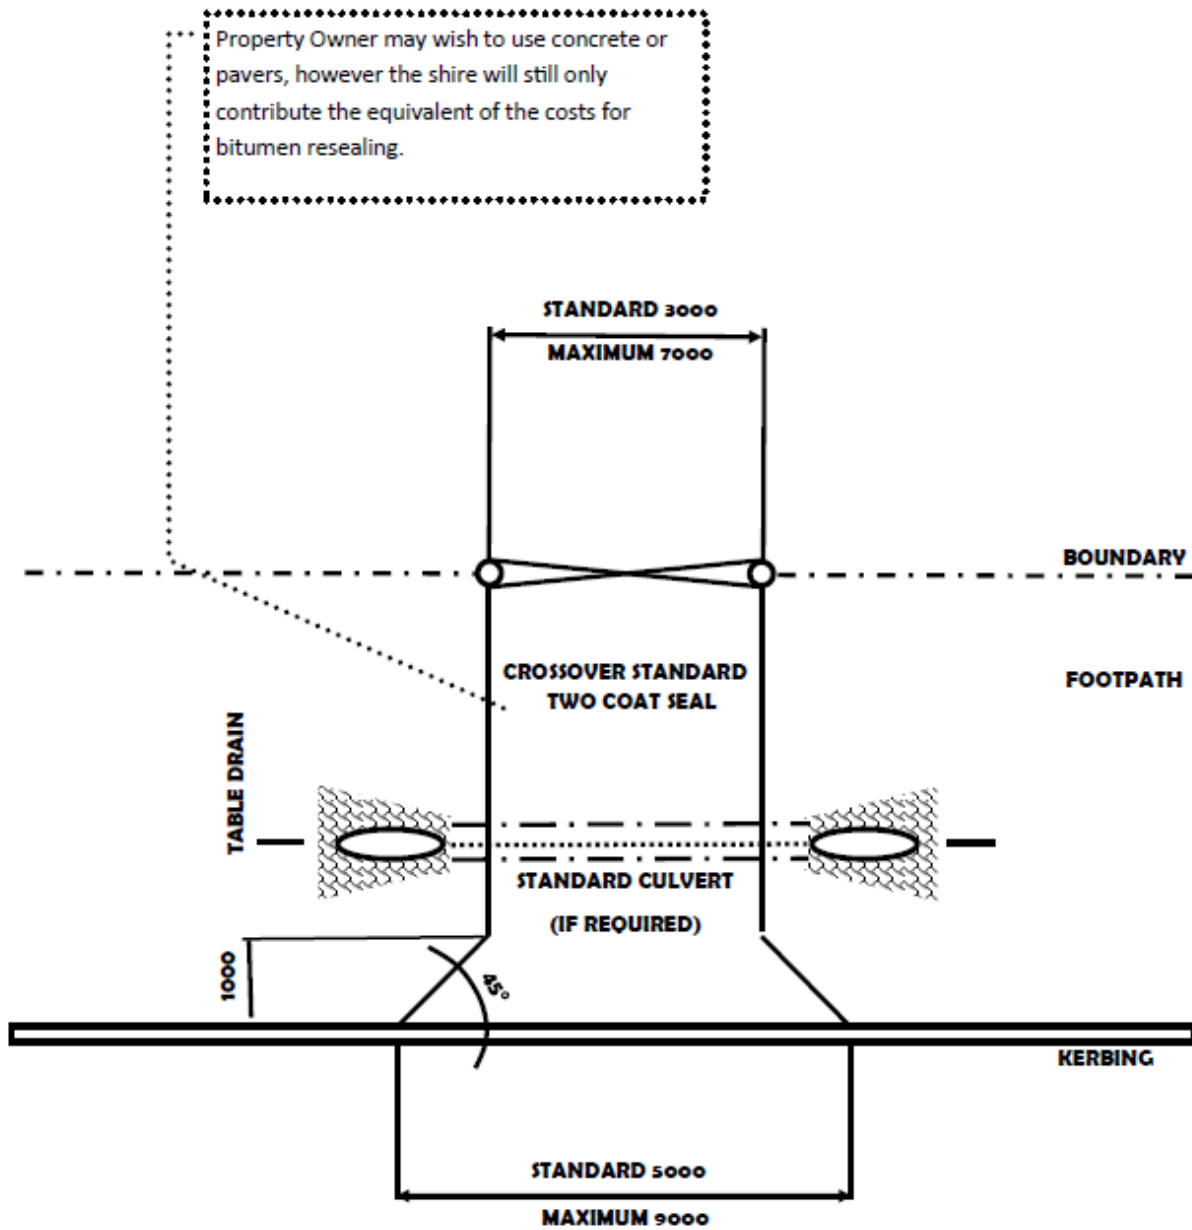 Property Owner may wish to use concrete or
pavers, however the shire will still only
contribute the equivalent of the costs for
bitumen resealing.
STANDARD 3000
MAXIMUM 7000
BOUNDARY
CROSSOVER STANDARD
TWO COAT SEAL
FOOTPATH
TABLE DRAIN
STANDARD CULVERT
(IF REQUIRED)
1000
45°
KERBING
STANDARD 5000
MAXIMUM 9000